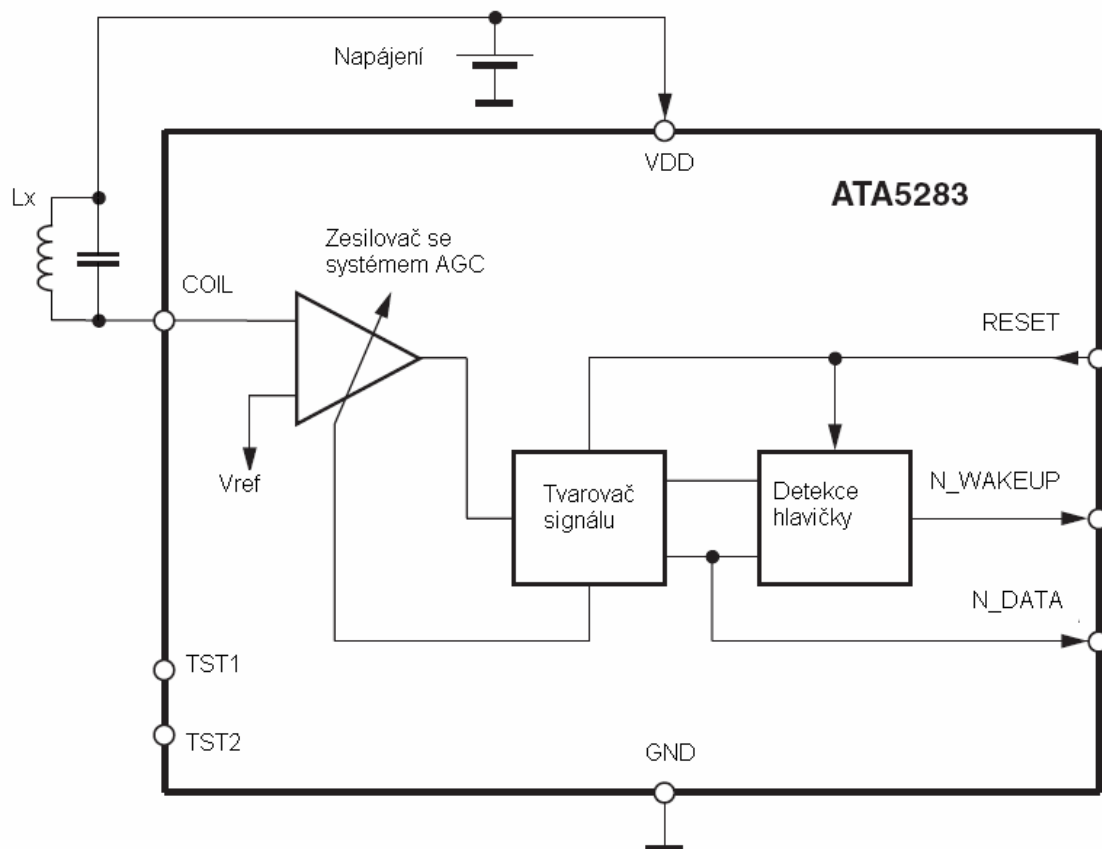 Napájení
VDD
ATA5283
Lx
Zesilovač se
systémem AGC
COIL
RESET
Vref
Tvarovač
signálu
Detekce
hlavičky
N_WAKEUP
N_DATA
TST1
TST2
GND